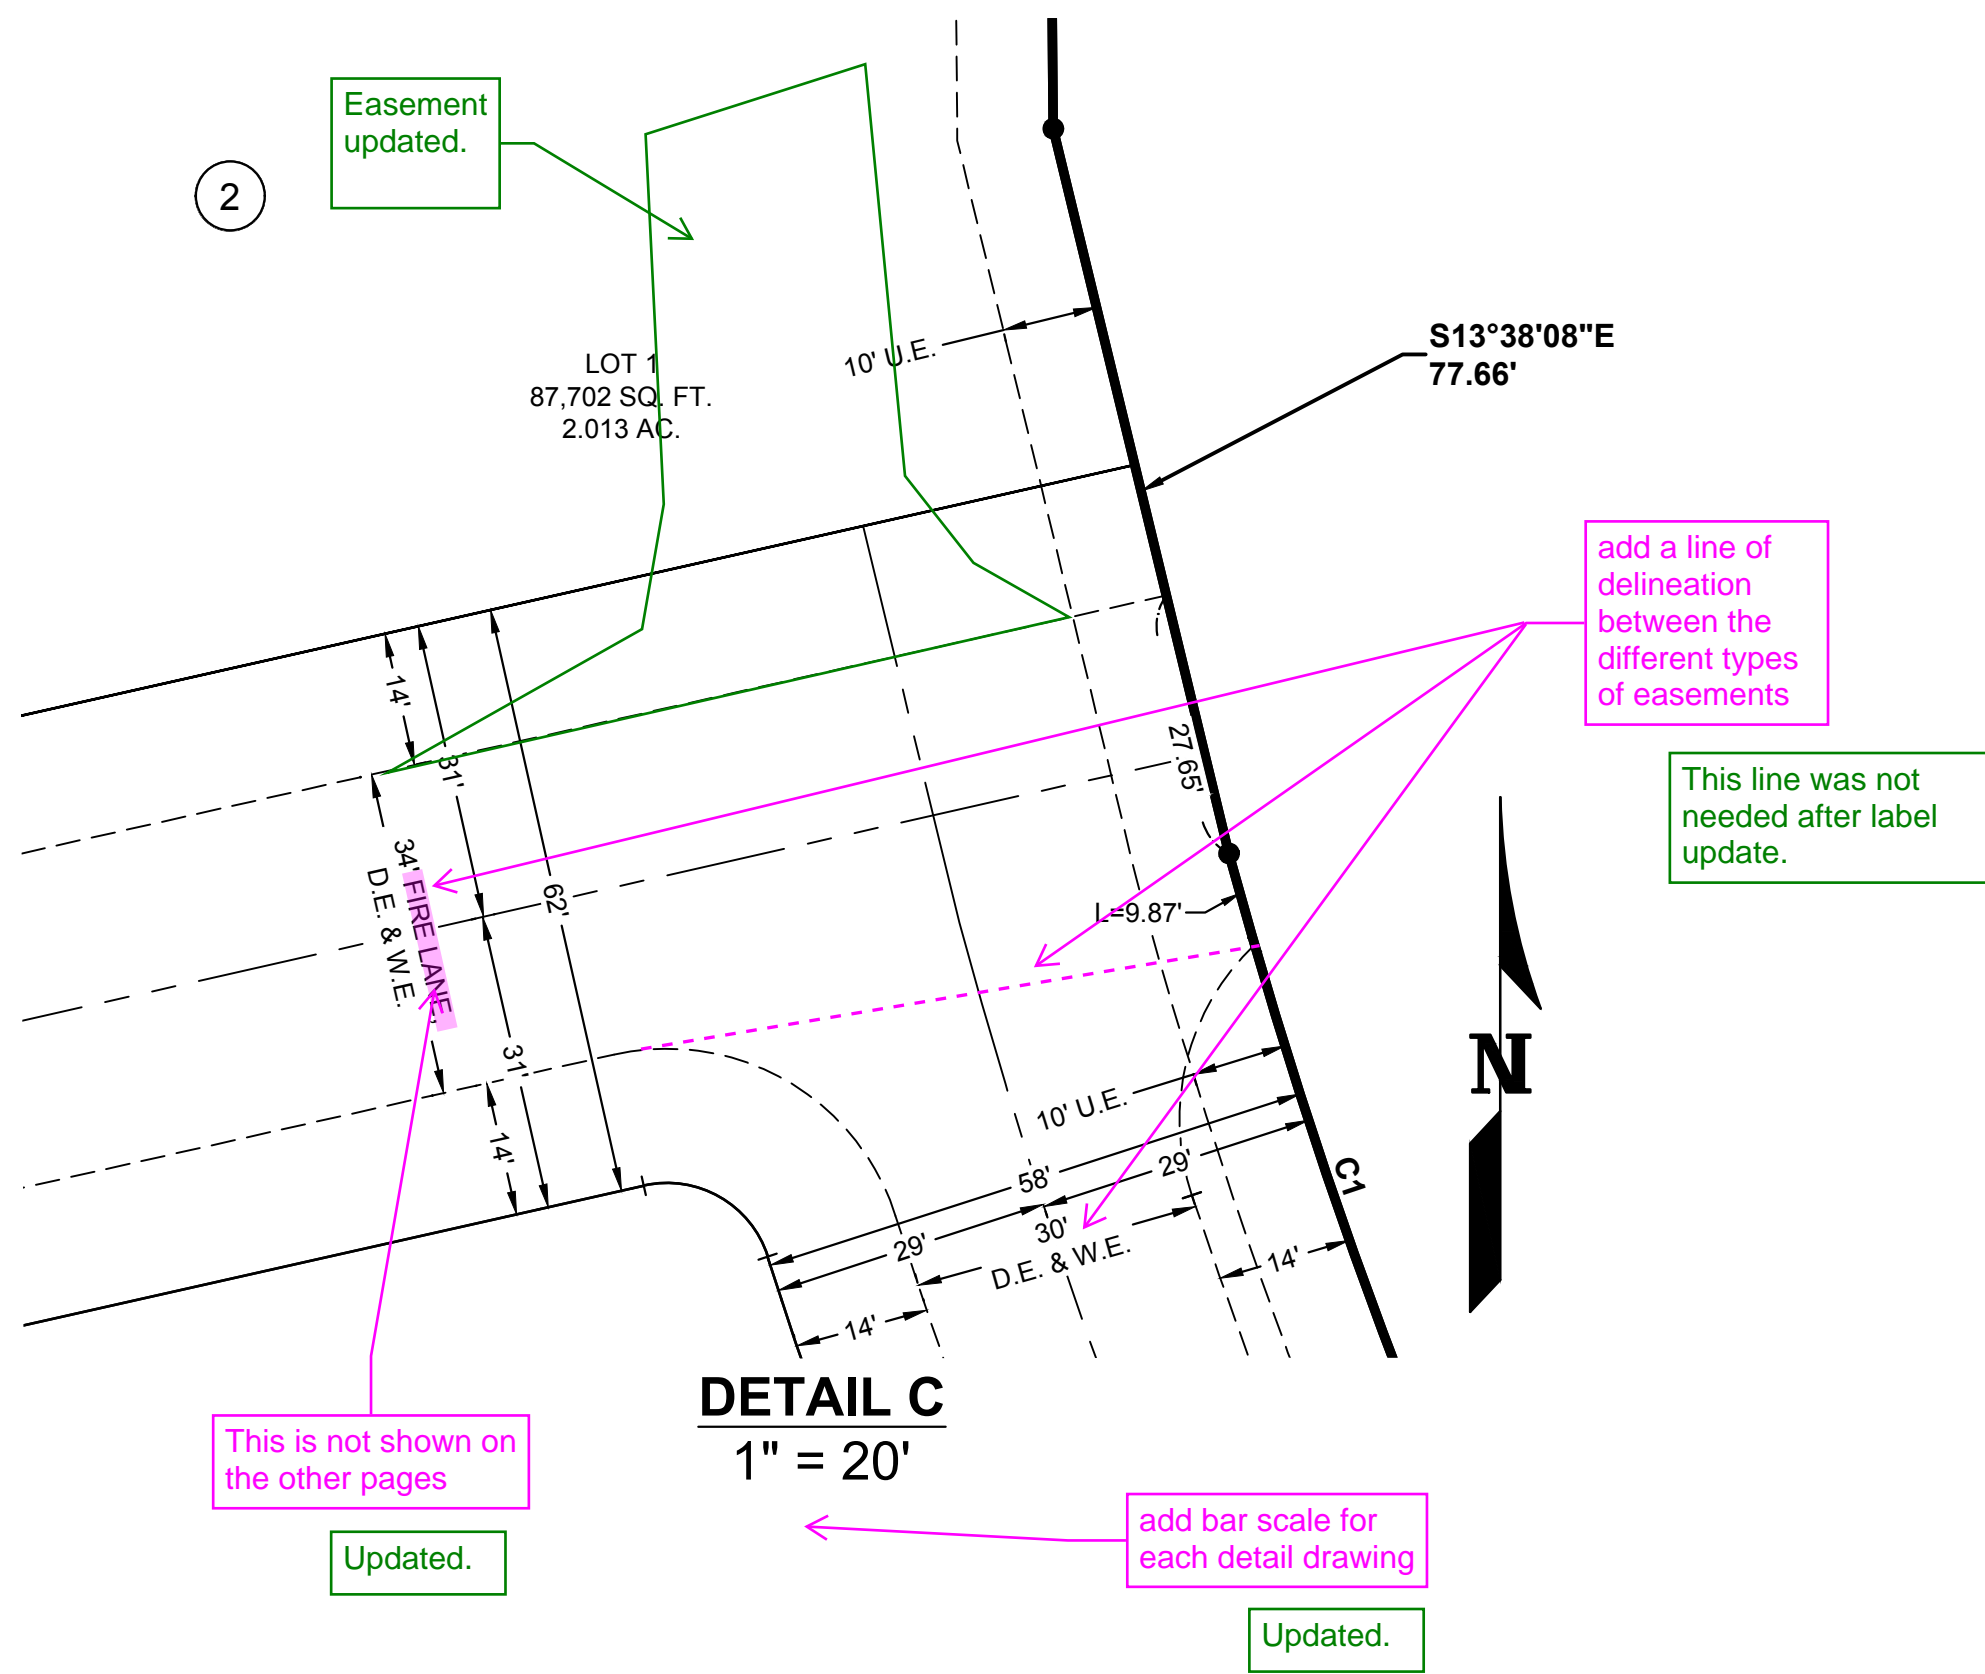 Easement
updated.
2
LOT 1
87,702 SQ. FT.
2.013 AC.
10' U.E.
S13°38'08"E
77.66'
add a line of
delineation
between the
different types
of easements
This line was not
needed after label
update.
14'
31'
62'
34' FIRE LANE,
D.E. & W.E.
31'
14'
27.65'
L=9.87'
N
10' U.E.
58'
29'
29'
30'
D.E. & W.E.
14'
14'
C1
DETAIL C
1" = 20'
This is not shown on
the other pages
Updated.
add bar scale for
each detail drawing
Updated.